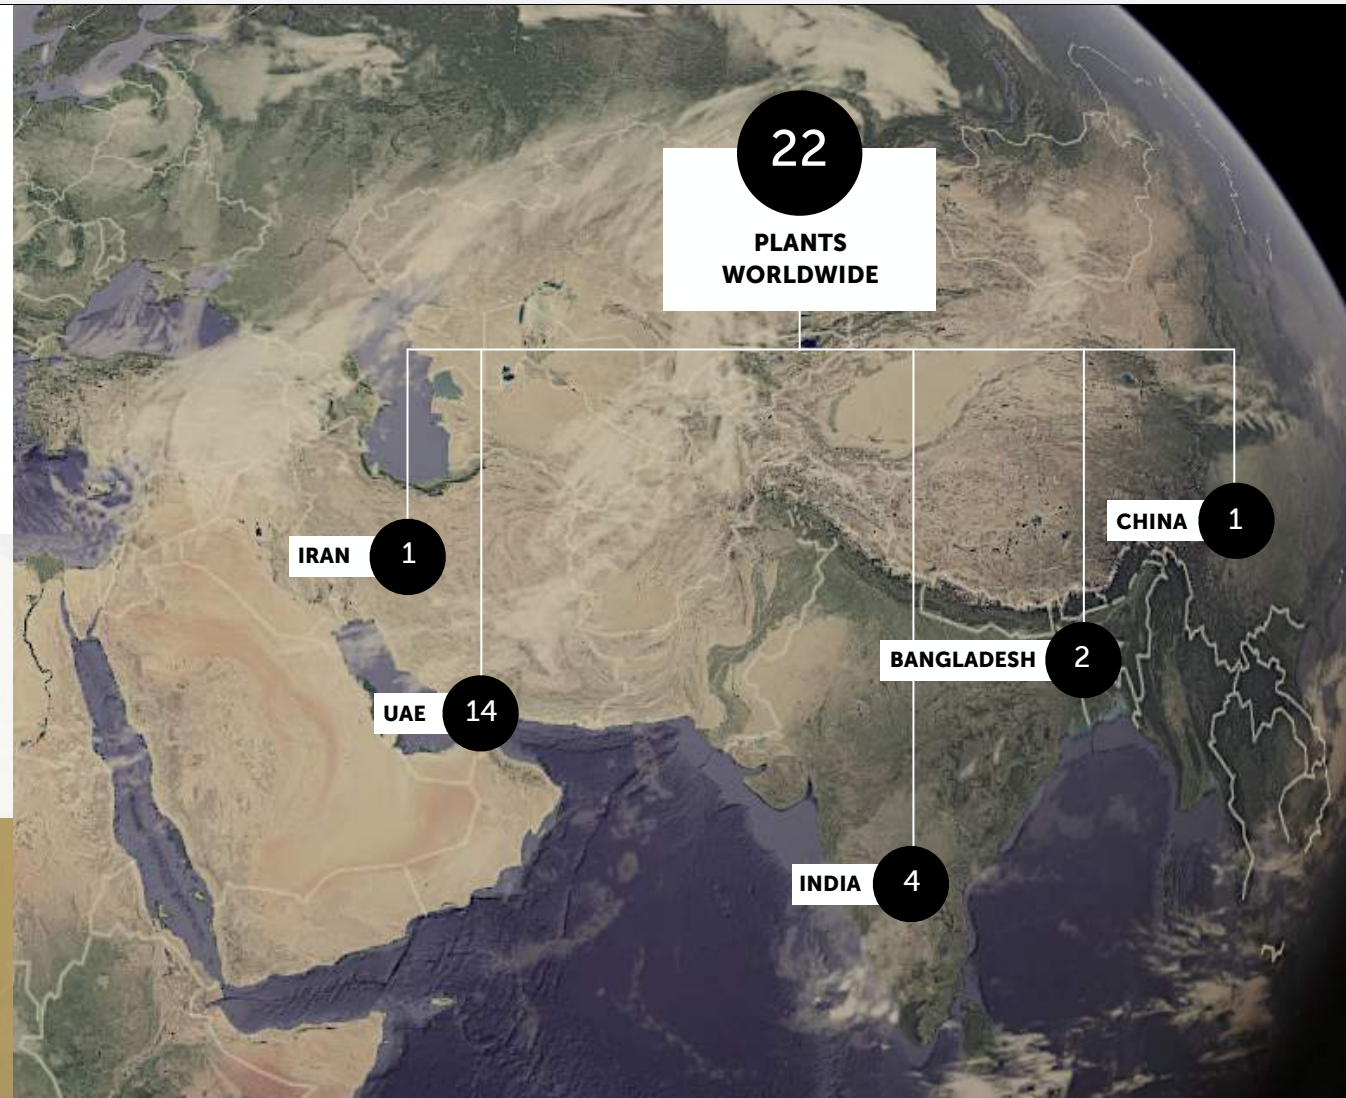 22
PLANTS
WORLDWIDE
CHINA 1
IRAN 1
BANGLADESH 2
UAE 14
INDIA 4